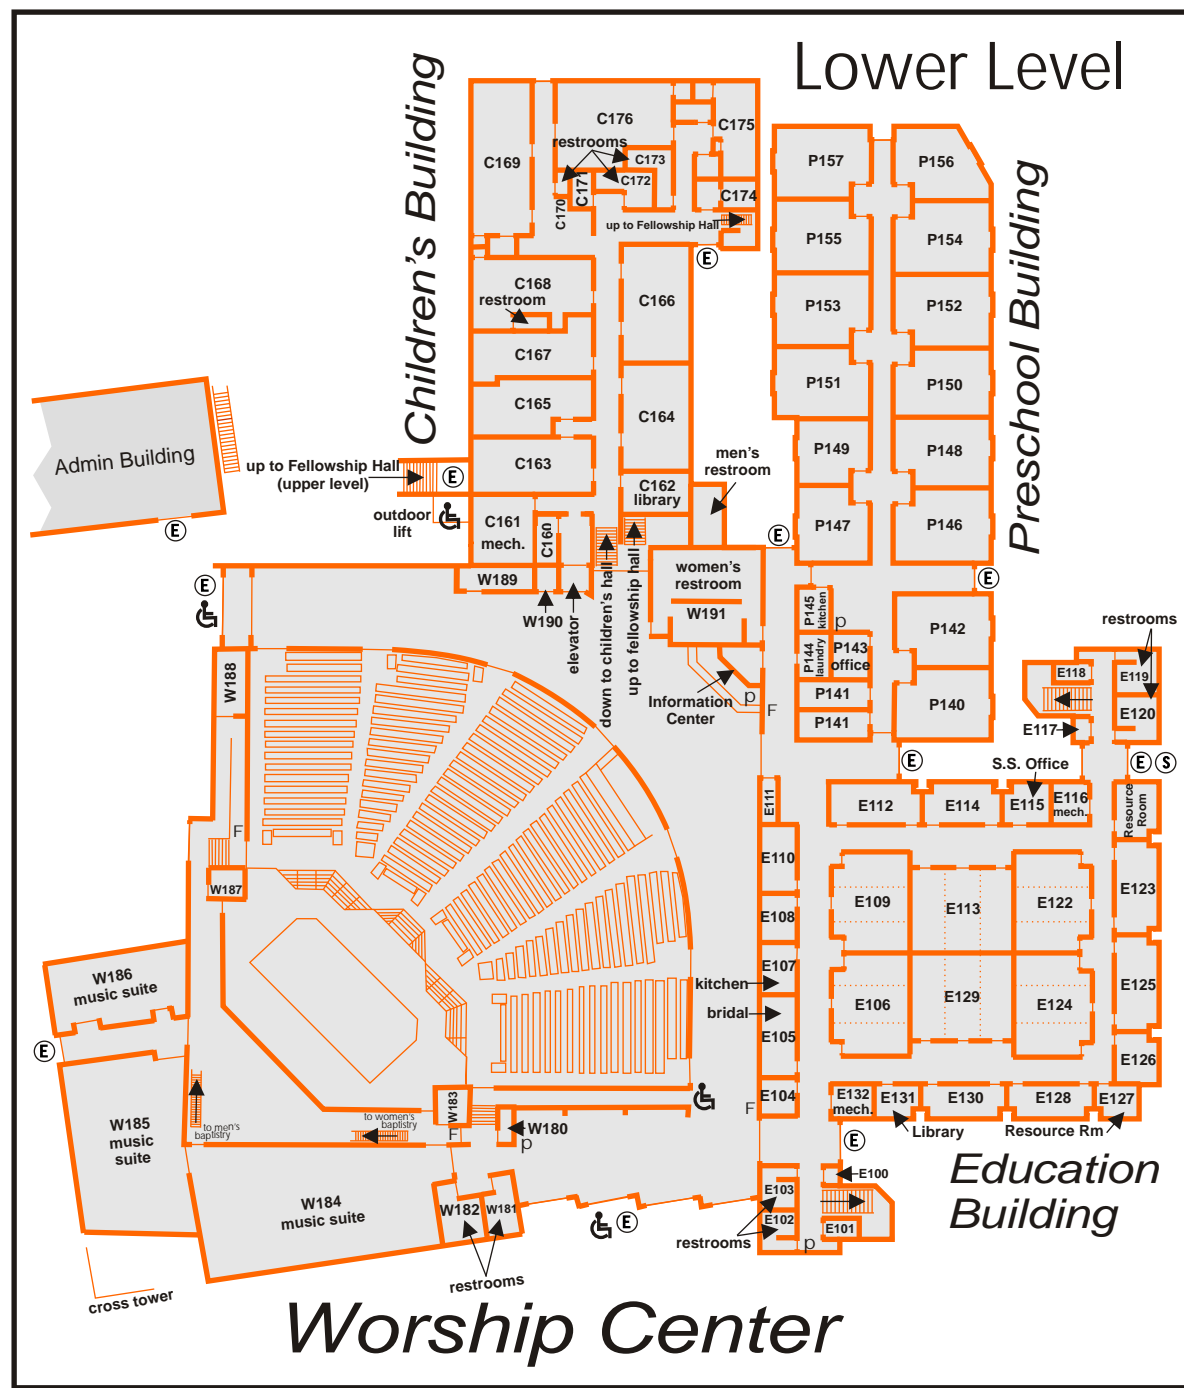 Lower Level
Children's Building
Preschool Building
C176
C175
restrooms
C169
C173
C171
C172
C170
C174
up to Fellowship Hall
E
P157
P156
P155
P154
C168
restroom
C166
P153
P152
C167
P151
P150
C165
C164
Admin Building
E
up to Fellowship Hall
(upper level)
E
C163
men's
restroom
P149
P148
C162
library
outdoor
lift
C161
mech.
C160
P147
P146
E
E
W189
W190
elevator
down to children's hall
up to fellowship hall
women's
restroom
W191
P145
kitchen
p
P144
laundry
P143
office
P142
E
restrooms
E118
E119
E120
E117
P141
P141
P140
Information
Center
p
F
E
W188
E
S.S. Office
E S
E111
E112
E114
E115
E116
mech.
Resource
Room
F
E110
E109
E113
E122
E123
W187
E108
W186
music suite
E107
kitchen
bridal
E105
E106
E129
E124
E125
E
E126
E104
F
E132
mech.
E131
E130
E128
E127
Library
Resource Rm
W185
music
suite
to men's
baptistry
to women's
baptistry
W183
F
W180
p
E
E100
Education
Building
W184
music suite
W182
W181
E
E103
E102
E101
restrooms
p
restrooms
cross tower
Worship Center